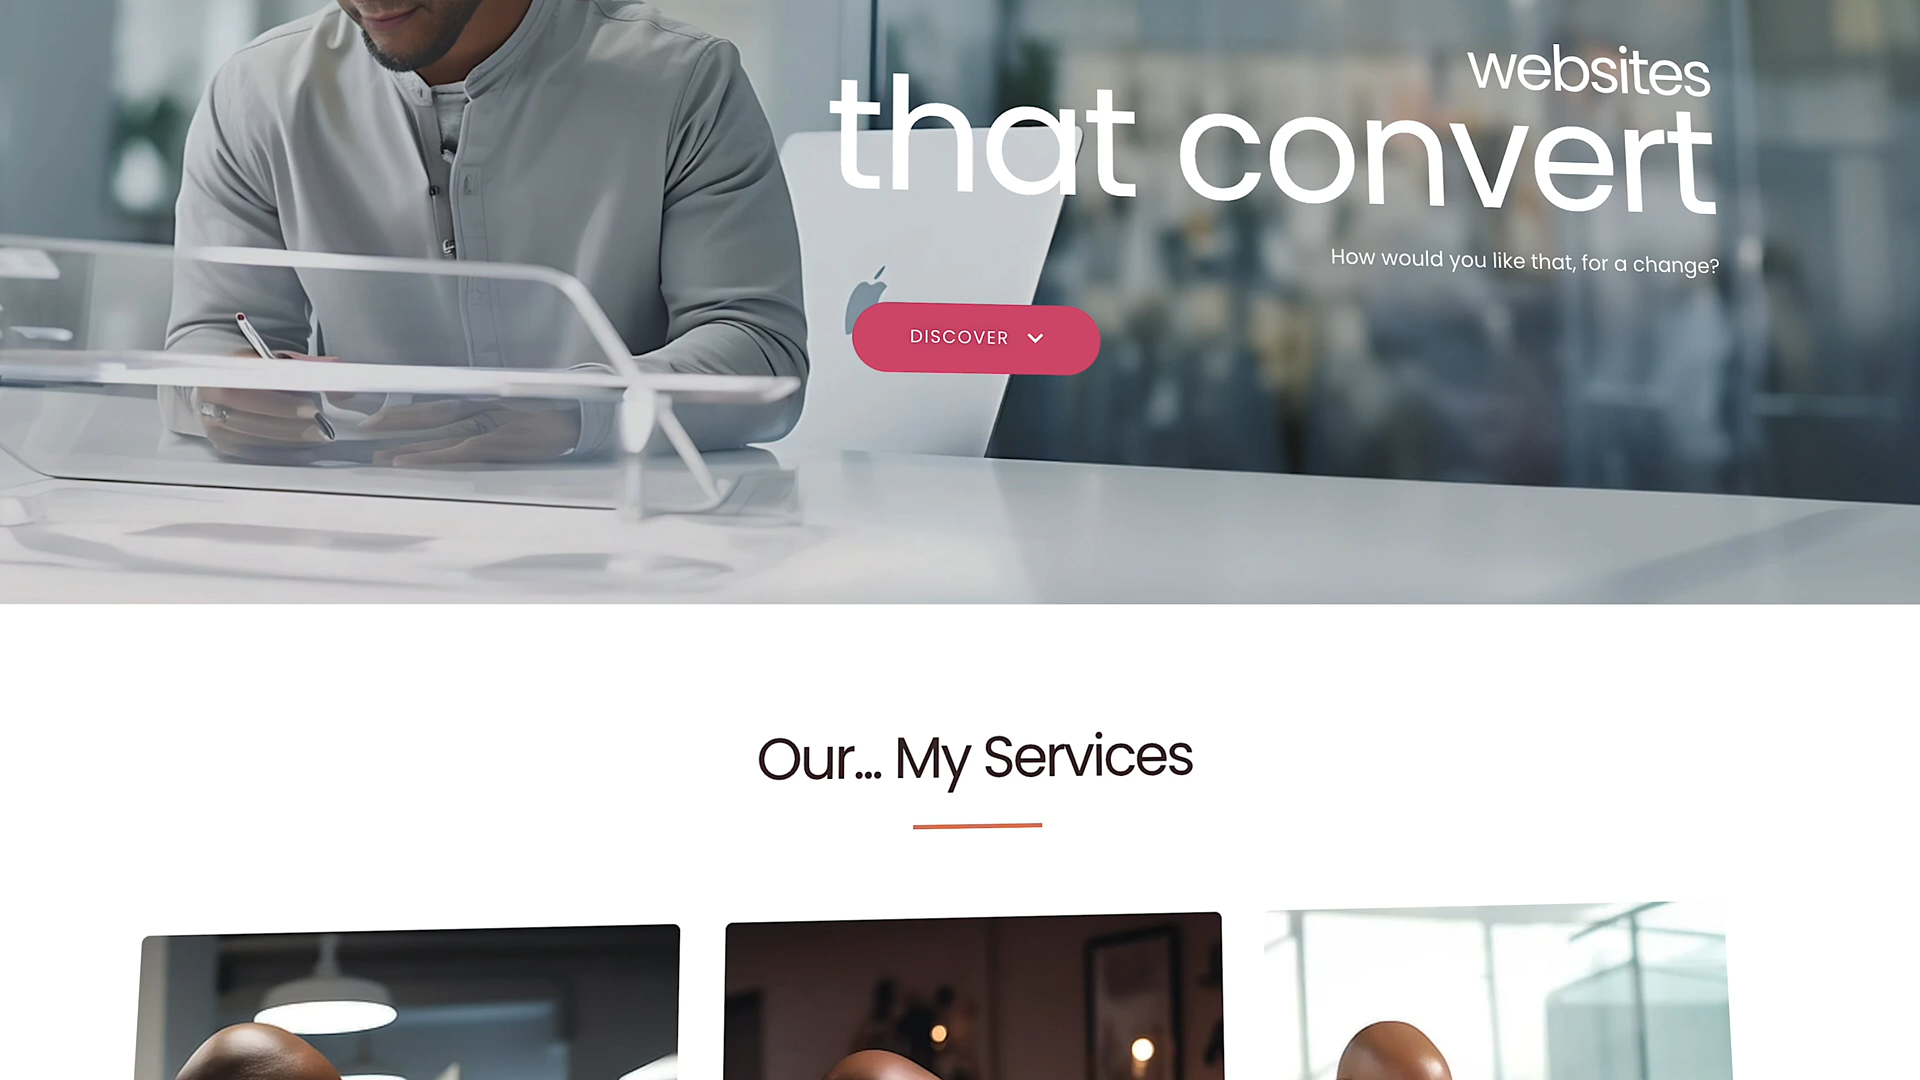 websites
that convert
How would you like that, for a change?
DISCOVER
Our... My Services